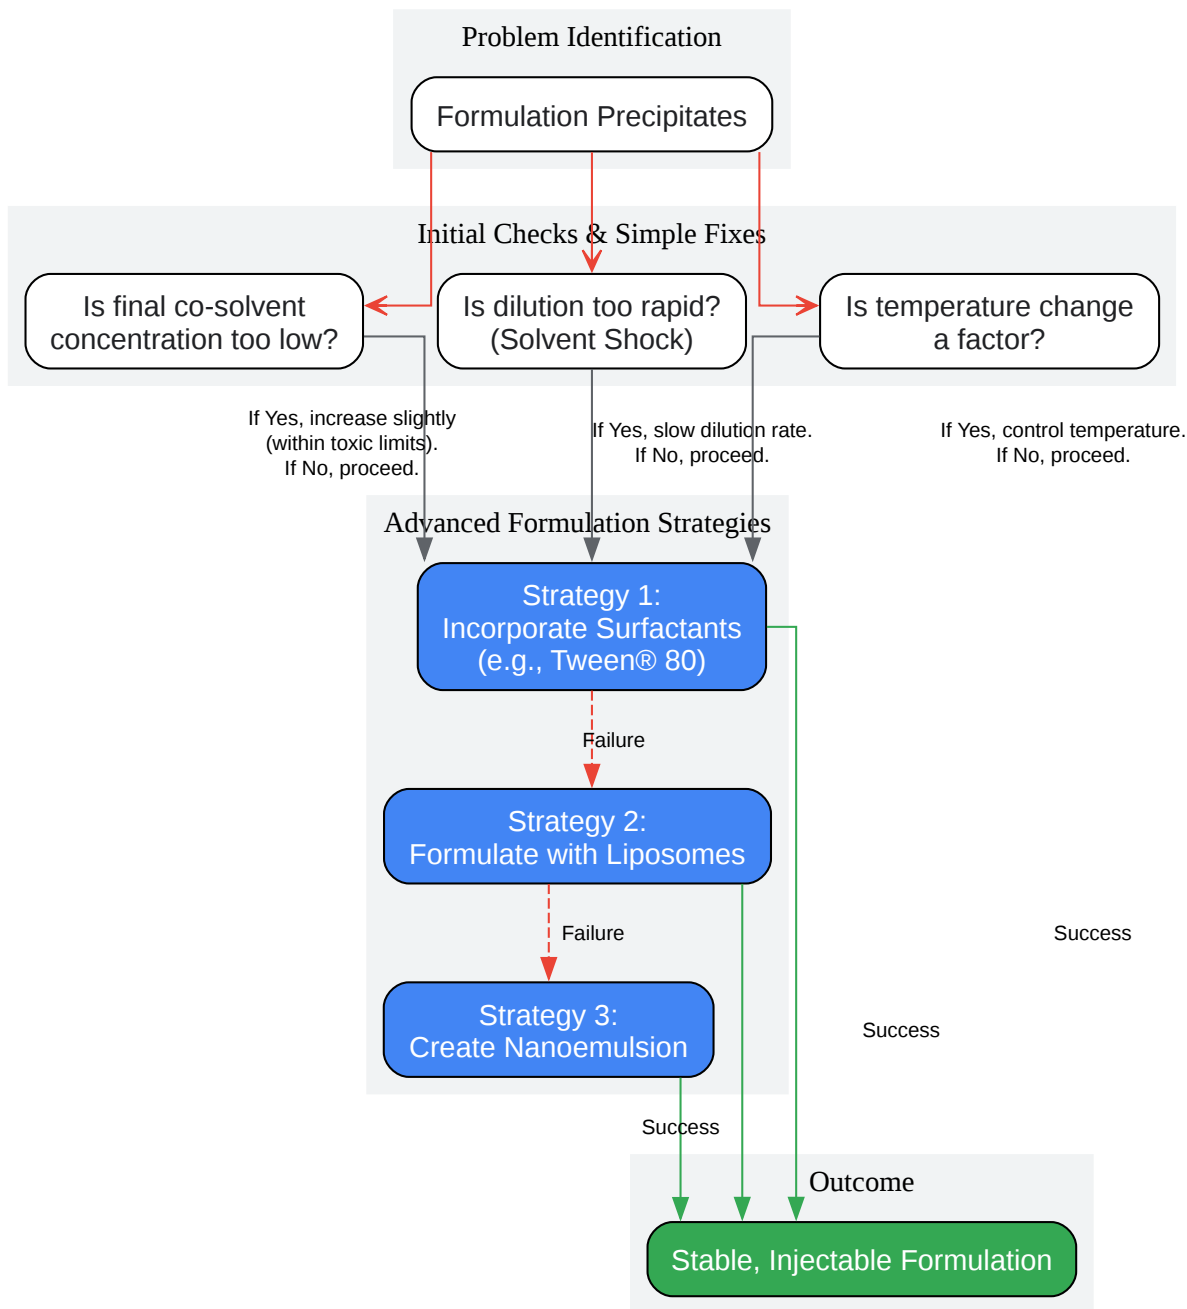 Problem Identification
Formulation Precipitates
Initial Checks & Simple Fixes
Is final co-solvent
concentration too low?
Is dilution too rapid?
(Solvent Shock)
Is temperature change
a factor?
If Yes, increase slightly
(within toxic limits).
If No, proceed.
If Yes, slow dilution rate.
If No, proceed.
If Yes, control temperature.
If No, proceed.
Advanced Formulation Strategies
Strategy 1:
Incorporate Surfactants
(e.g., Tween® 80)
Failure
Strategy 2:
Formulate with Liposomes
Failure
Success
Strategy 3:
Create Nanoemulsion
Success
Success
Outcome
Stable, Injectable Formulation